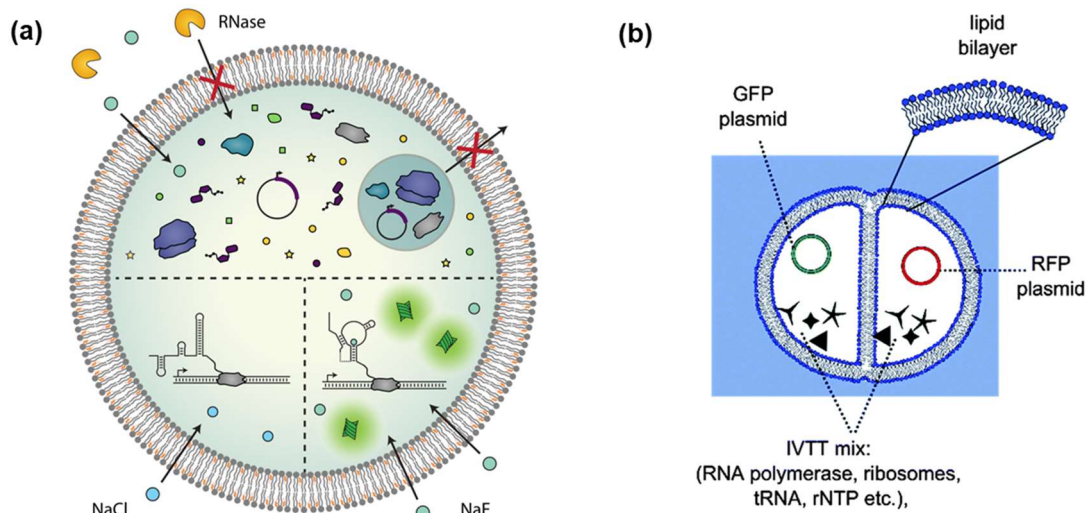 (a)
RNase
NaCl
NaF
(b)
lipid
bilayer
GFP
plasmid
RFP
plasmid
IVTT mix:
(RNA polymerase, ribosomes,
tRNA, rNTP etc.),